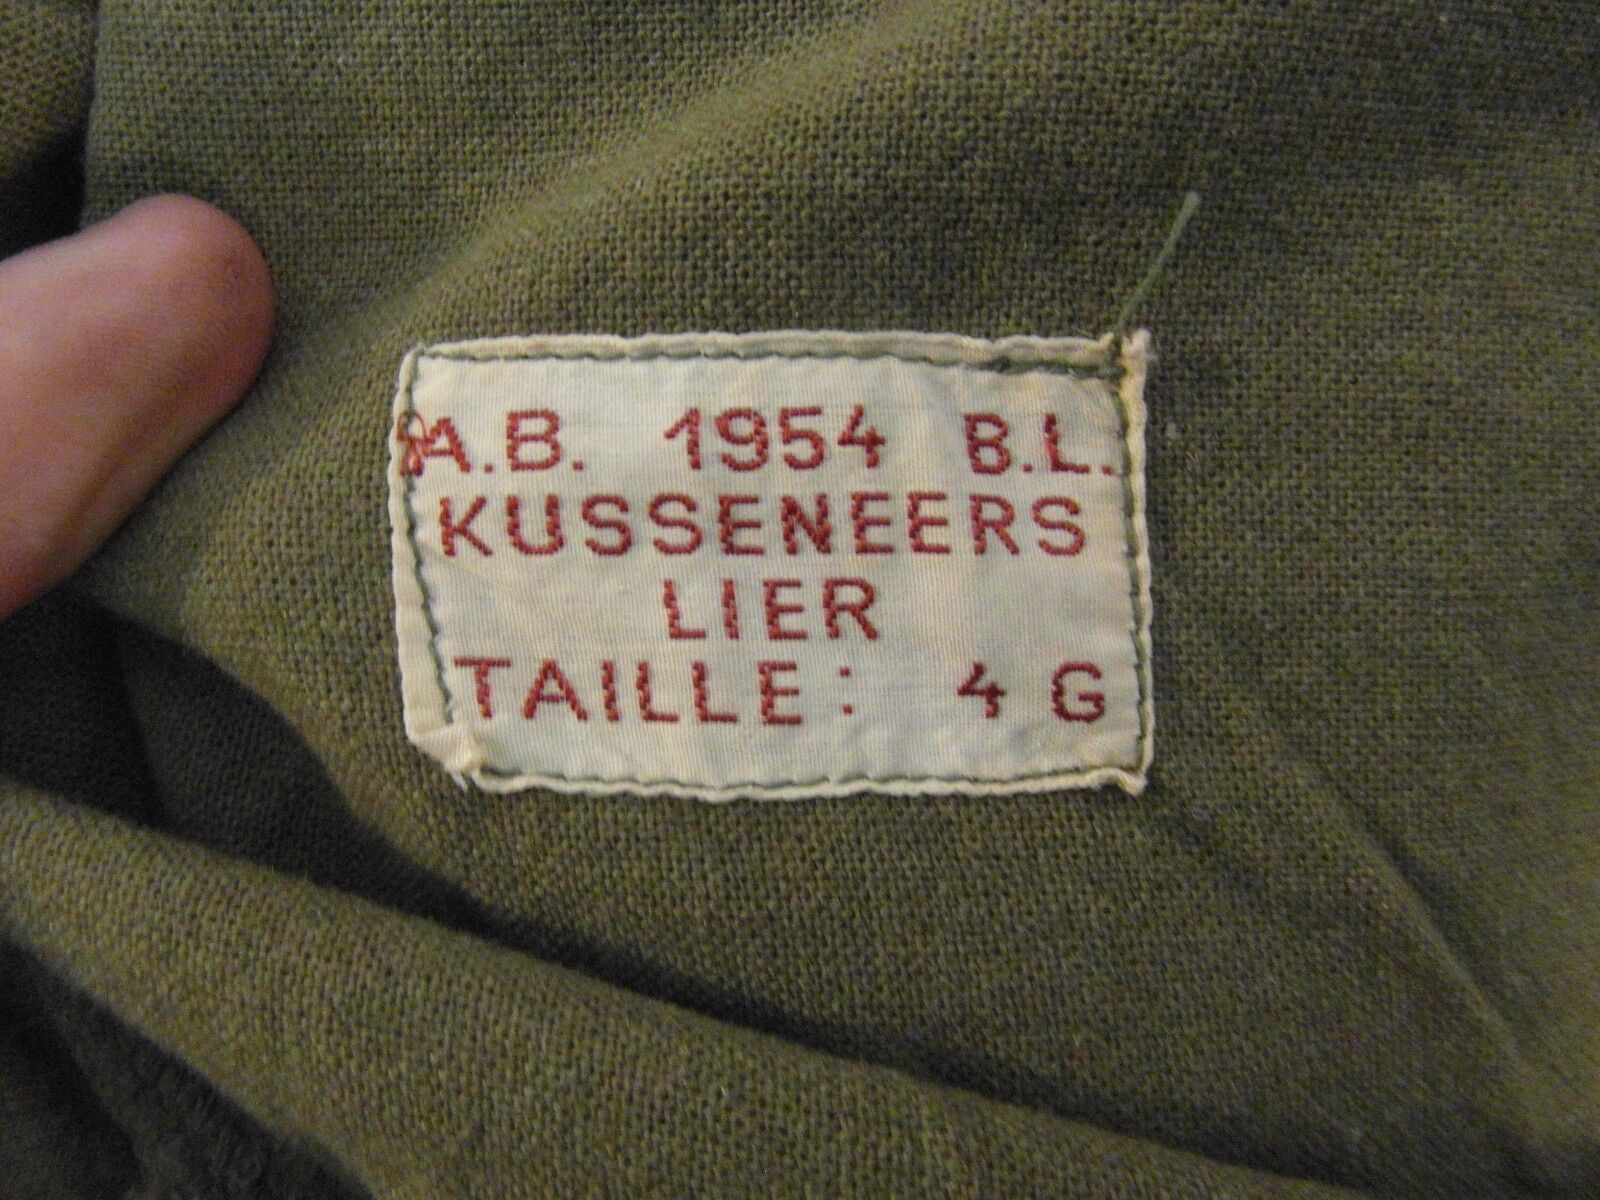 A.B. 1954 B.L.
KUSSENEERS
LIER
TAILLE: 4 G